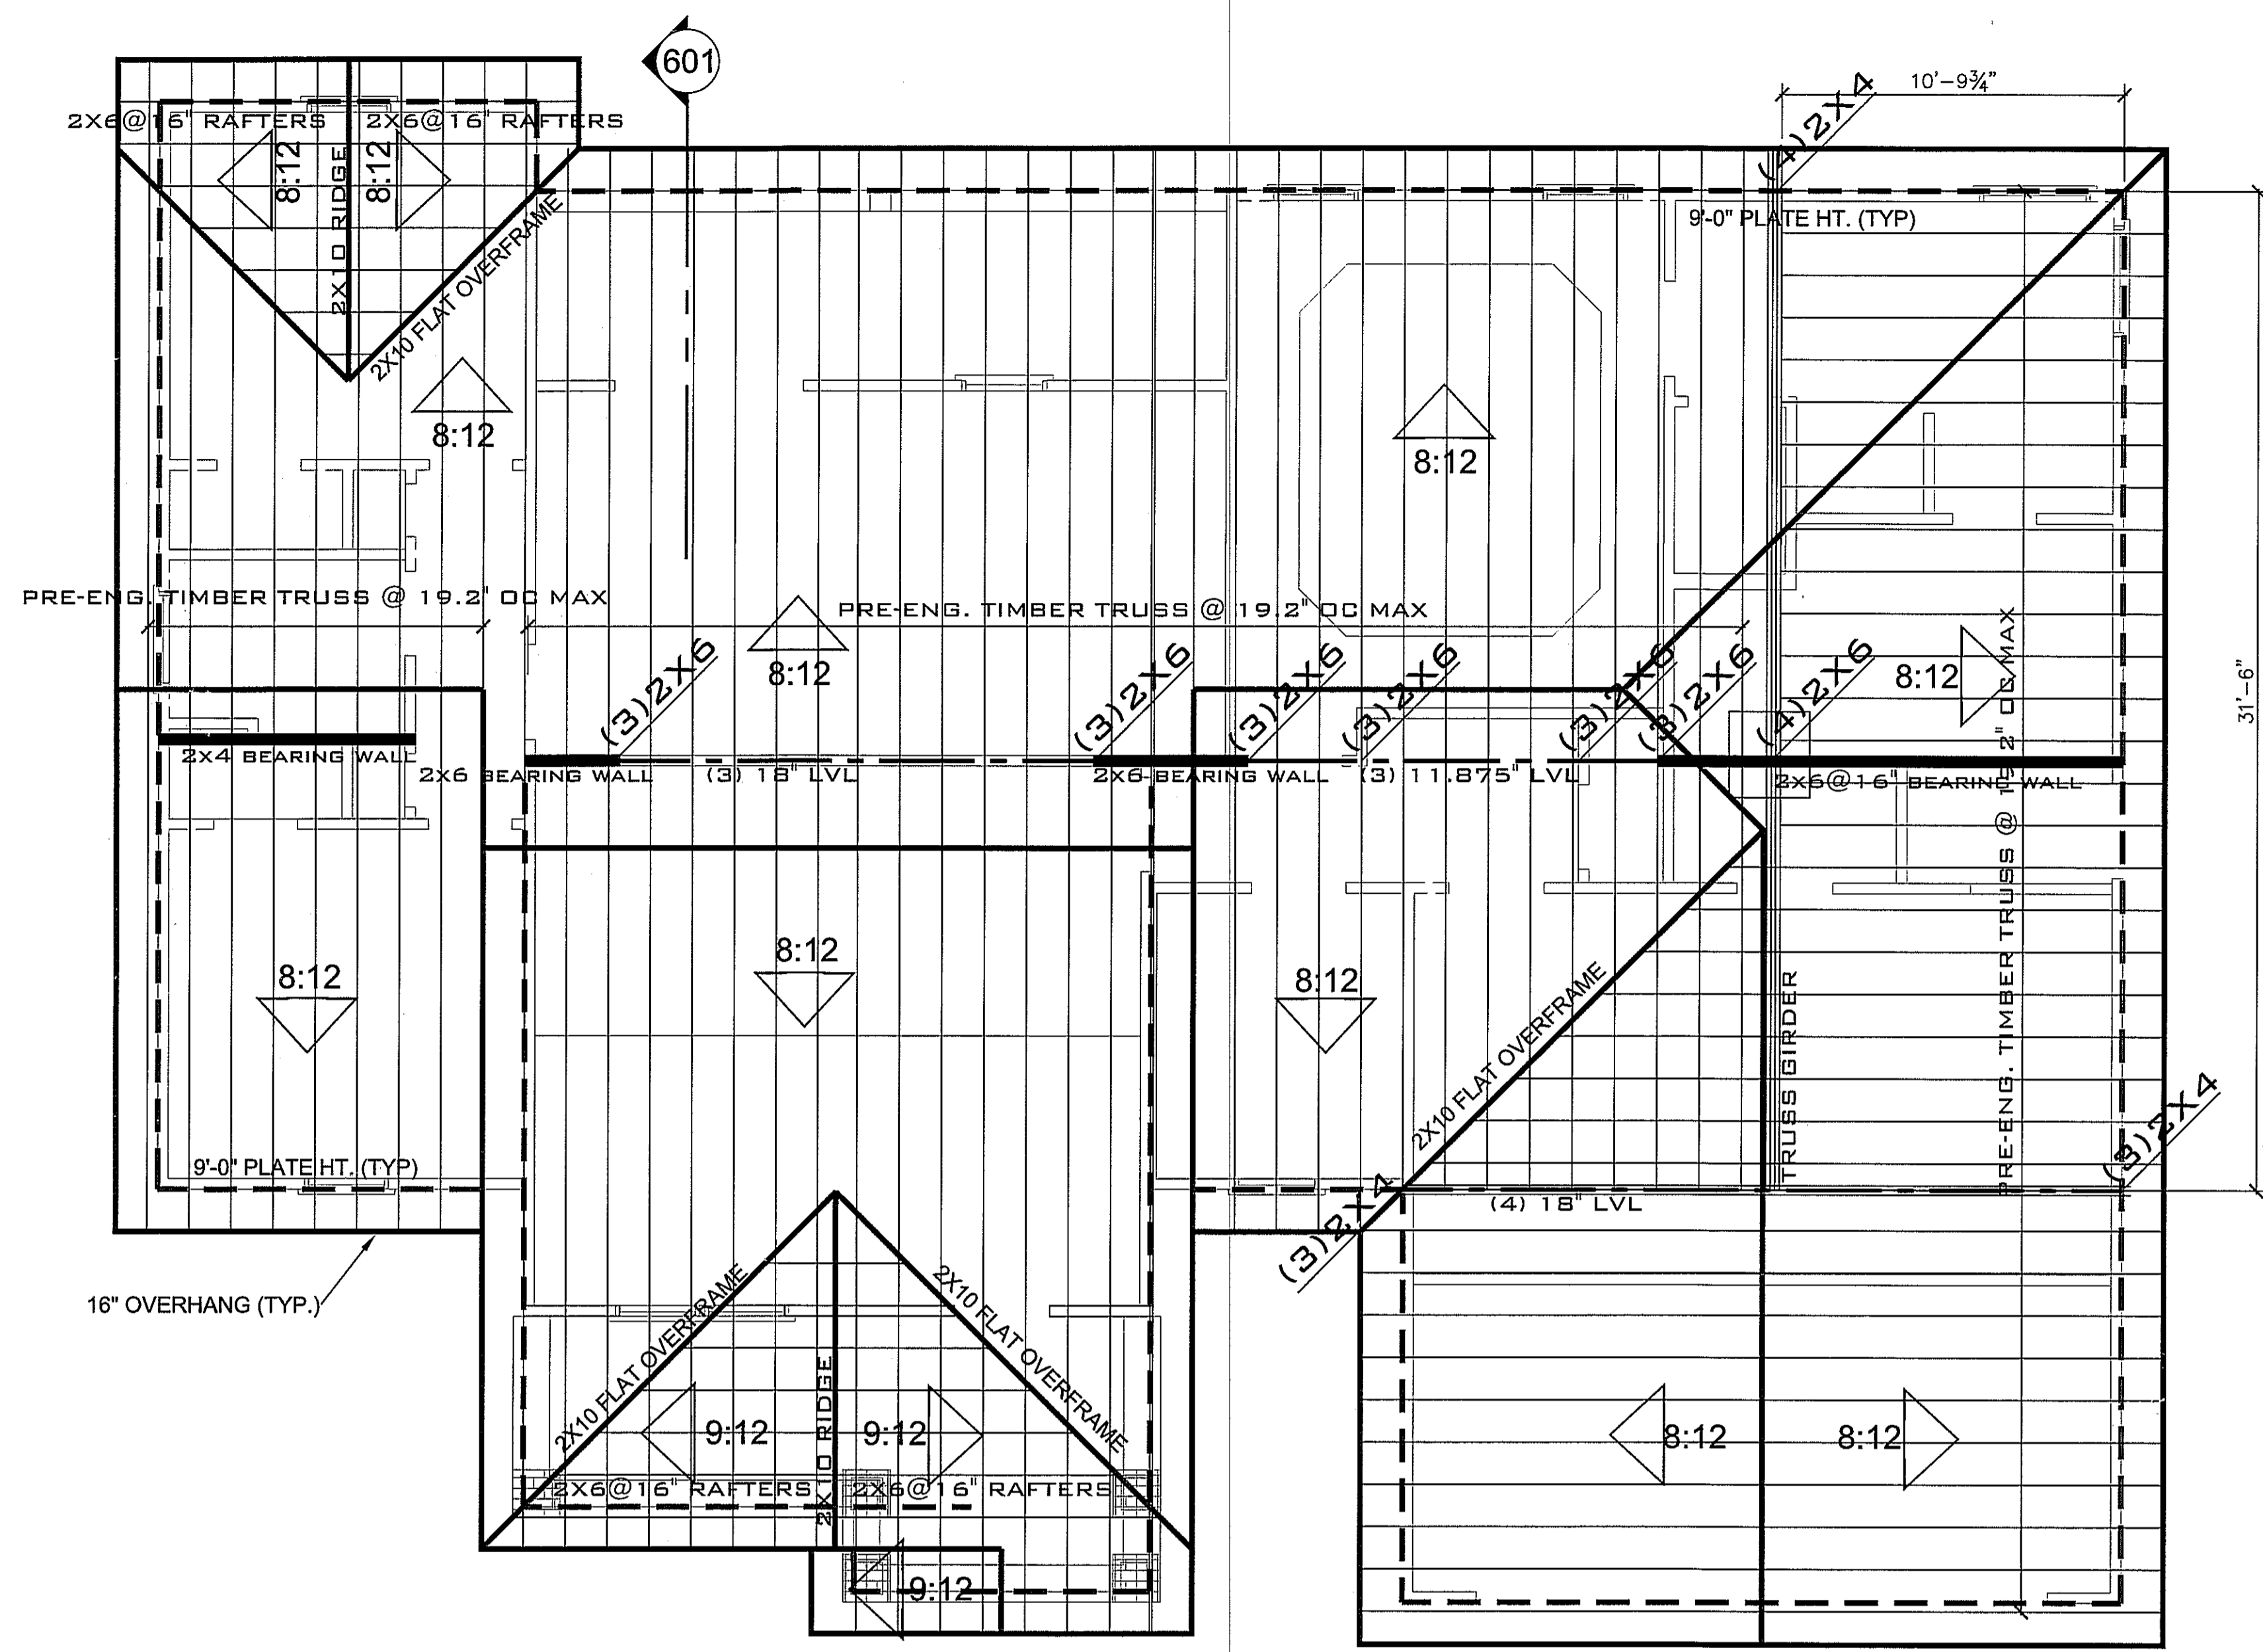 601
10'-9¾"
(4)2X4
2X6@16" RAFTERS
2X6@16" RAFTERS
8:12
8:12
2X10 RIDGE
2X10 FLAT OVERFRAME
9'-0" PLATE HT. (TYP)
8:12
8:12
PRE-ENG. TIMBER TRUSS @ 19.2" OC MAX
PRE-ENG. TIMBER TRUSS @ 19.2" OC MAX
8:12
(3)2X6
(3)2X6
(3)2X6
(3)2X6
(3)2X6
(3)2X6
(4)2X6
8:12
31'-6"
2X4 BEARING WALL
2X6 BEARING WALL
(3) 18" LVL
2X6 BEARING WALL
(3) 11.875" LVL
2X6@16" BEARING WALL
PRE-ENG. TIMBER TRUSS @ 19.2" OC MAX
8:12
8:12
8:12
2X10 FLAT OVERFRAME
TRUSS GIRDER
(3)2X4
9'-0" PLATE HT. (TYP)
(3)2X4
(4) 18" LVL
16" OVERHANG (TYP.)
2X10 FLAT OVERFRAME
2X10 FLAT OVERFRAME
2X10 RIDGE
9:12
9:12
8:12
8:12
2X6@16" RAFTERS
2X6@16" RAFTERS
9:12